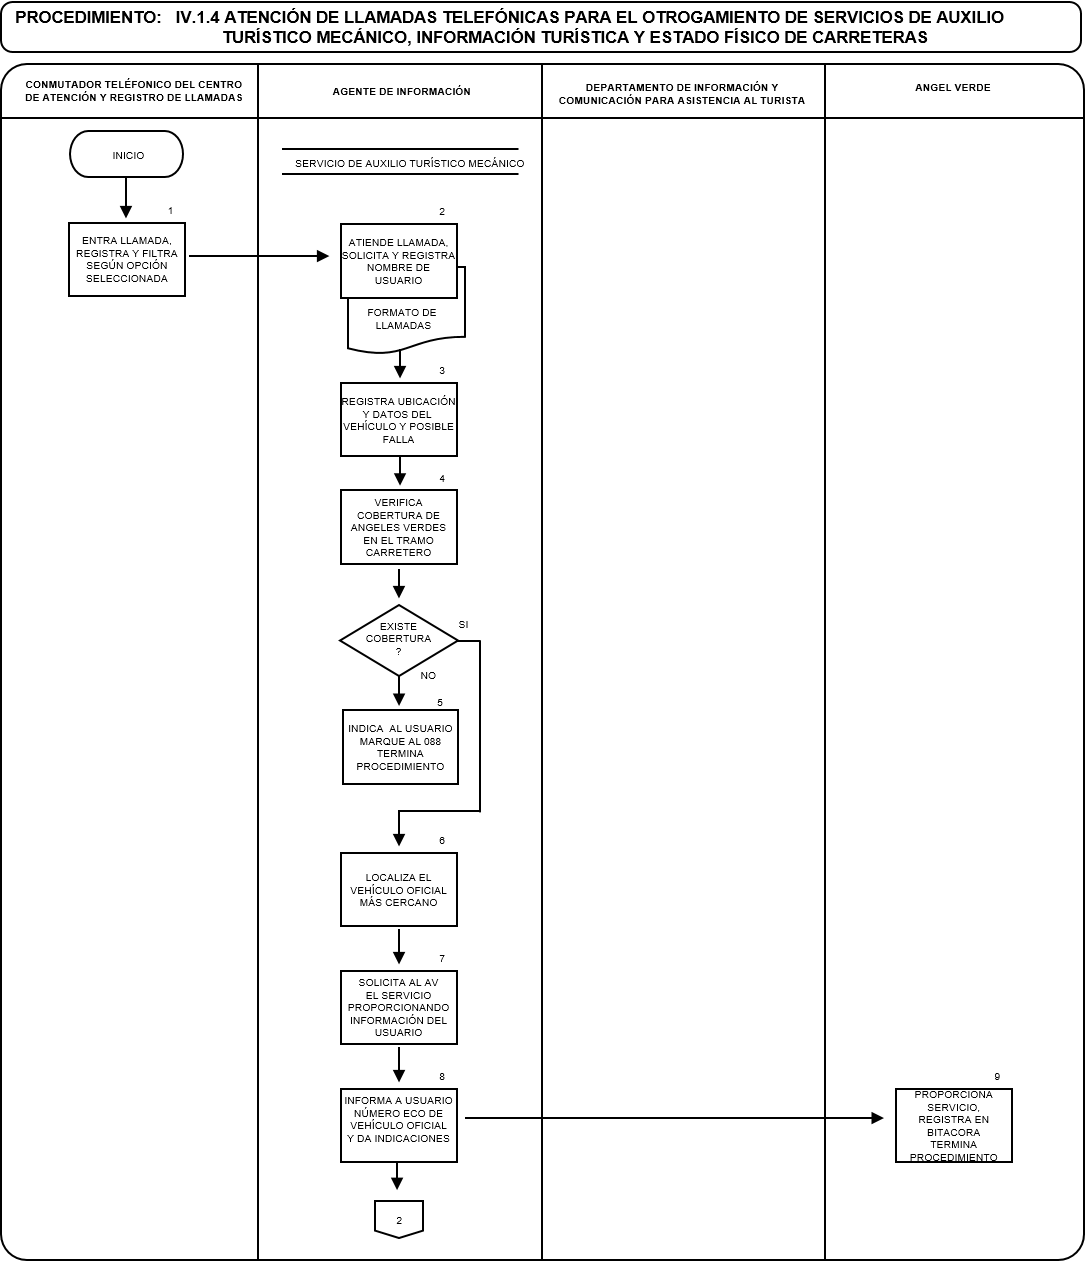 PROCEDIMIENTO: IV.1.4 ATENCIÓN DE LLAMADAS TELEFÓNICAS PARA EL OTROGAMIENTO DE SERVICIOS DE AUXILIO
TURÍSTICO MECÁNICO, INFORMACIÓN TURÍSTICA Y ESTADO FÍSICO DE CARRETERAS
CONMUTADOR TELÉFONICO DEL CENTRO
DE ATENCIÓN Y REGISTRO DE LLAMADAS
AGENTE DE INFORMACIÓN
DEPARTAMENTO DE INFORMACIÓN Y
COMUNICACIÓN PARA ASISTENCIA AL TURISTA
ANGEL VERDE
INICIO
SERVICIO DE AUXILIO TURÍSTICO MECÁNICO
1
ENTRA LLAMADA,
REGISTRA Y FILTRA
SEGÚN OPCIÓN
SELECCIONADA
2
ATIENDE LLAMADA,
SOLICITA Y REGISTRA
NOMBRE DE
USUARIO
FORMATO DE
LLAMADAS
3
REGISTRA UBICACIÓN
Y DATOS DEL
VEHÍCULO Y POSIBLE
FALLA
4
VERIFICA
COBERTURA DE
ANGELES VERDES
EN EL TRAMO
CARRETERO
EXISTE
COBERTURA
?
SI
NO
5
INDICA AL USUARIO
MARQUE AL 088
TERMINA
PROCEDIMIENTO
6
LOCALIZA EL
VEHÍCULO OFICIAL
MÁS CERCANO
7
SOLICITA AL AV
EL SERVICIO
PROPORCIONANDO
INFORMACIÓN DEL
USUARIO
8
INFORMA A USUARIO
NÚMERO ECO DE
VEHÍCULO OFICIAL
Y DA INDICACIONES
9
PROPORCIONA
SERVICIO,
REGISTRA EN
BITACORA
TERMINA
PROCEDIMIENTO
2